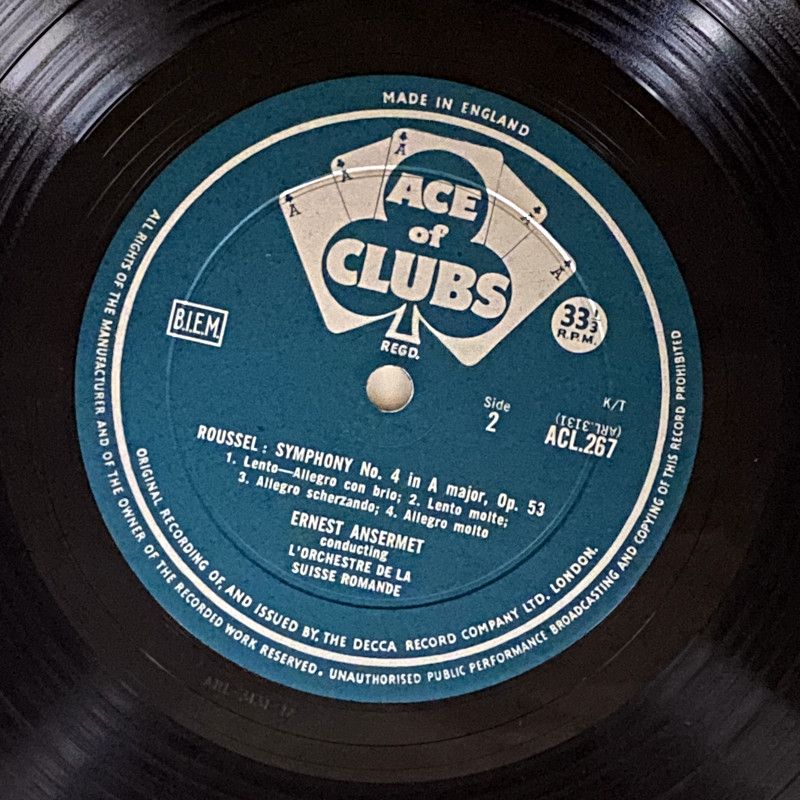 MADE IN ENGLAND
A
A
A
A
A
ACE
of
CLUBS
REGD.
B.I.E.M.
33⅓
R.P.M.
Side
2
K/T
(ARL.3131)
ACL.267
ROUSSEL: SYMPHONY No. 4 in A major, Op. 53
1. Lento—Allegro con brio; 2. Lento molte;
3. Allegro scherzando; 4. Allegro molto
ERNEST ANSERMET
conducting
L'ORCHESTRE DE LA
SUISSE ROMANDE
ORIGINAL RECORDING OF, AND ISSUED BY, THE DECCA RECORD COMPANY LTD. LONDON.
ALL RIGHTS OF THE MANUFACTURER AND OF THE OWNER OF THE RECORDED WORK RESERVED. UNAUTHORISED PUBLIC PERFORMANCE BROADCASTING AND COPYING OF THIS RECORD PROHIBITED